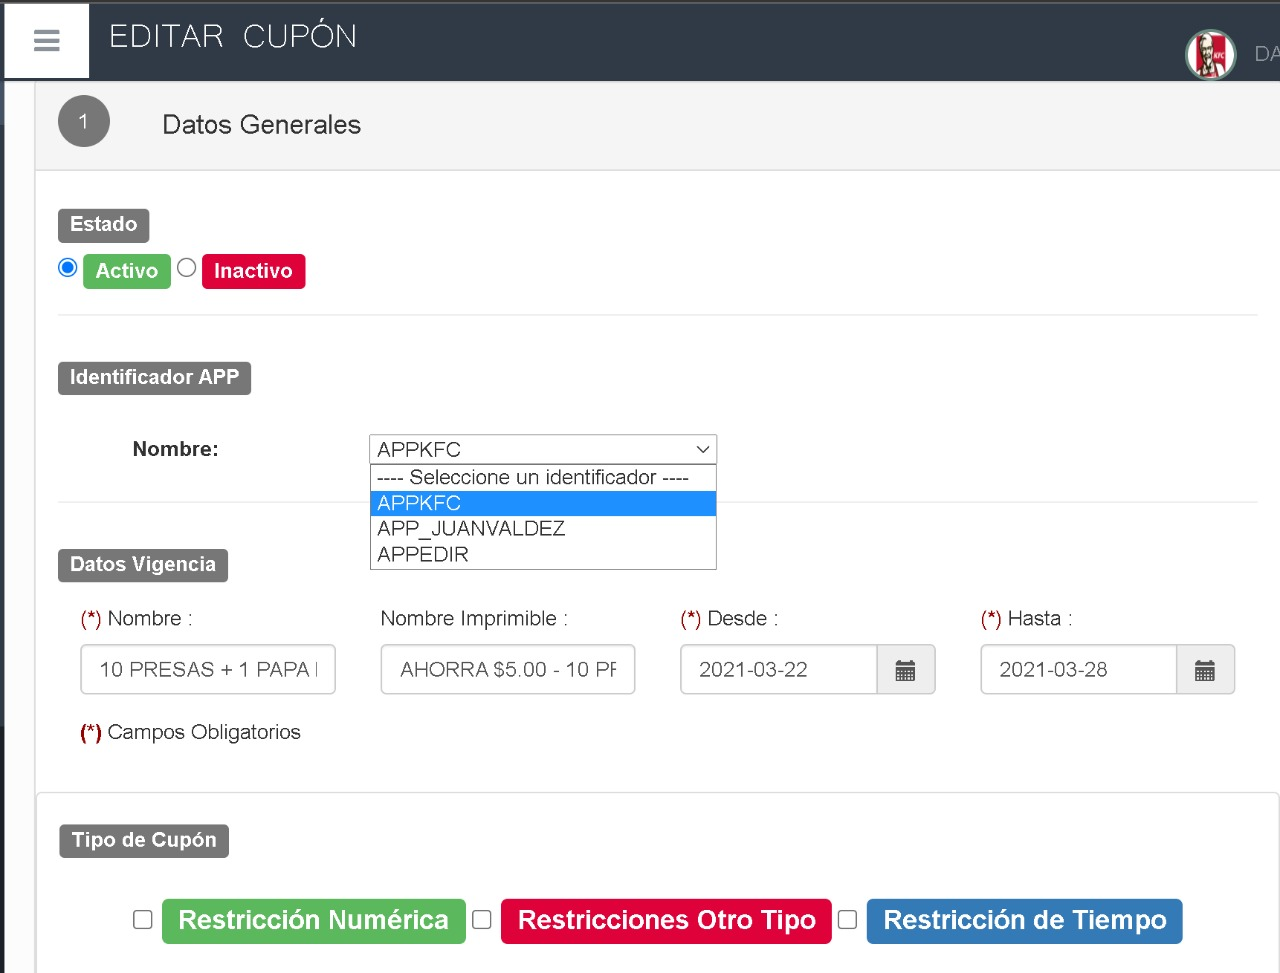 EDITAR CUPÓN
KFC
DA
1
Datos Generales
Estado
Activo Inactivo
Identificador APP
Nombre: APPKFC
---- Seleccione un identificador ----
APPKFC
APP_JUANVALDEZ
APPEDIR
Datos Vigencia
(*) Nombre : Nombre Imprimible : (*) Desde : (*) Hasta :
10 PRESAS + 1 PAPA AHORRA $5.00 - 10 2021-03-22 2021-03-28
(*) Campos Obligatorios
Tipo de Cupón
Restricción Numérica Restricciones Otro Tipo Restricción de Tiempo